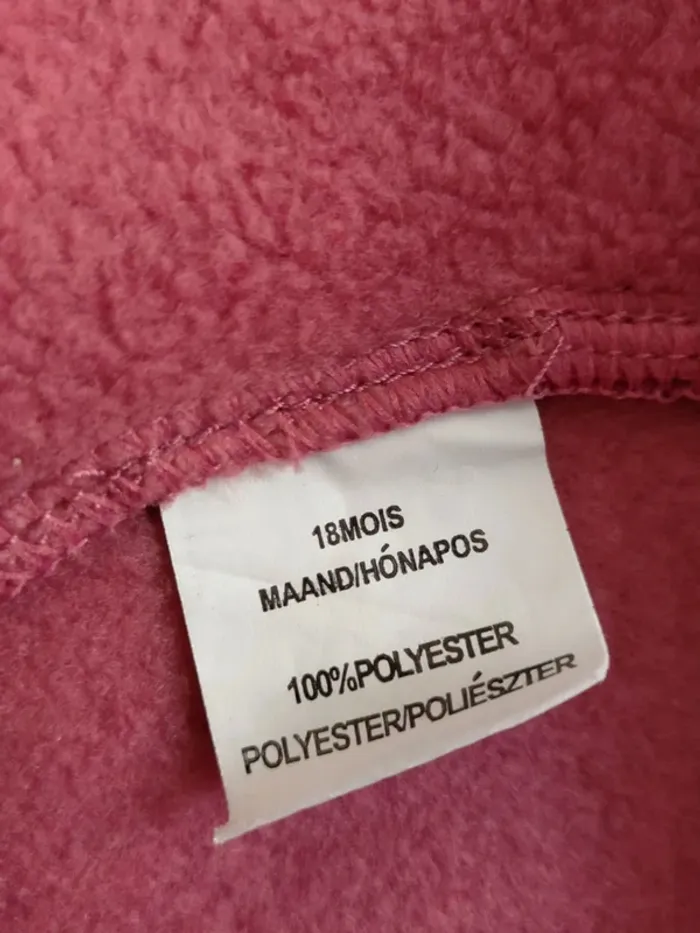 18MOIS
MAAND/HÓNAPOS
100%POLYESTER
POLYESTER/POLIÉSZTER